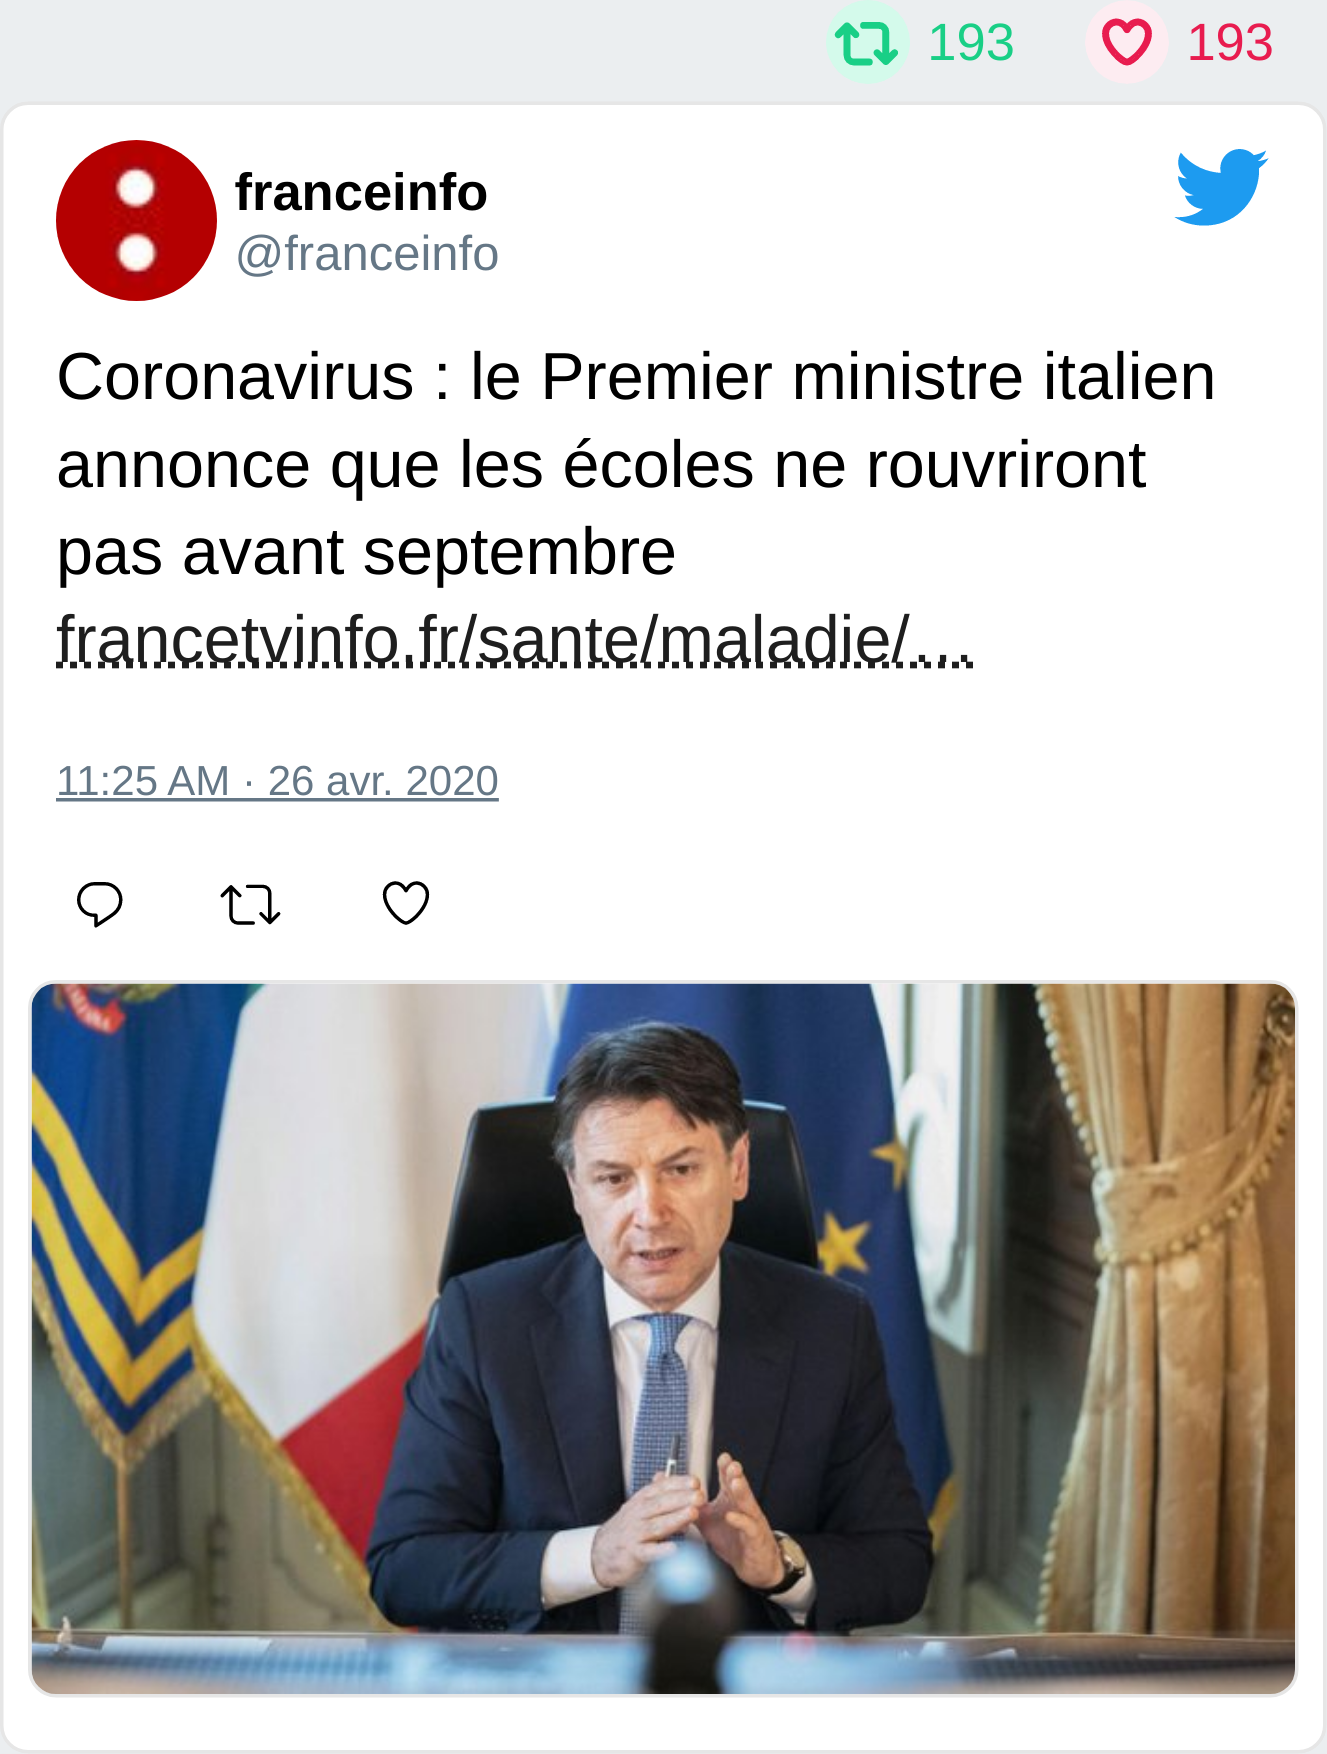 193 193
franceinfo
@franceinfo
Coronavirus : le Premier ministre italien
annonce que les écoles ne rouvriront
pas avant septembre
francetvinfo.fr/sante/maladie/…
11:25 AM · 26 avr. 2020